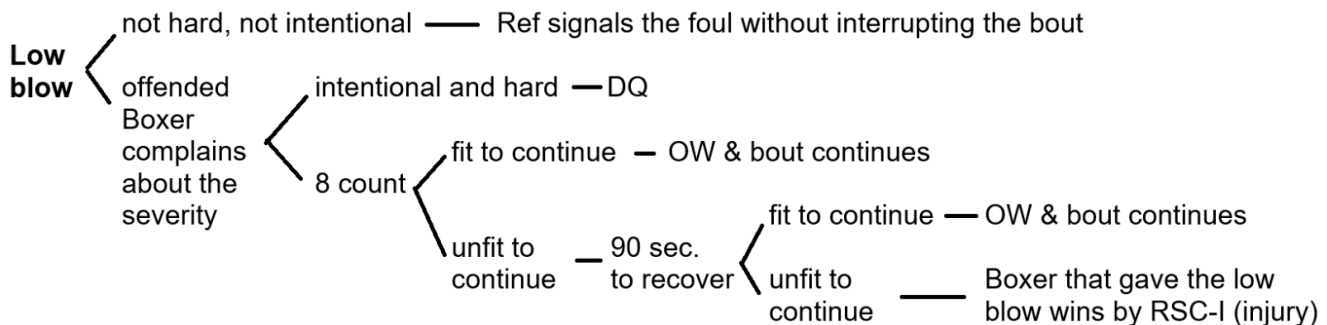 Low
blow
not hard, not intentional
Ref signals the foul without interrupting the bout
offended
Boxer
complains
about the
severity
intentional and hard
DQ
8 count
fit to continue
OW & bout continues
unfit to
continue
90 sec.
to recover
fit to continue
OW & bout continues
unfit to
continue
Boxer that gave the low
blow wins by RSC-I (injury)